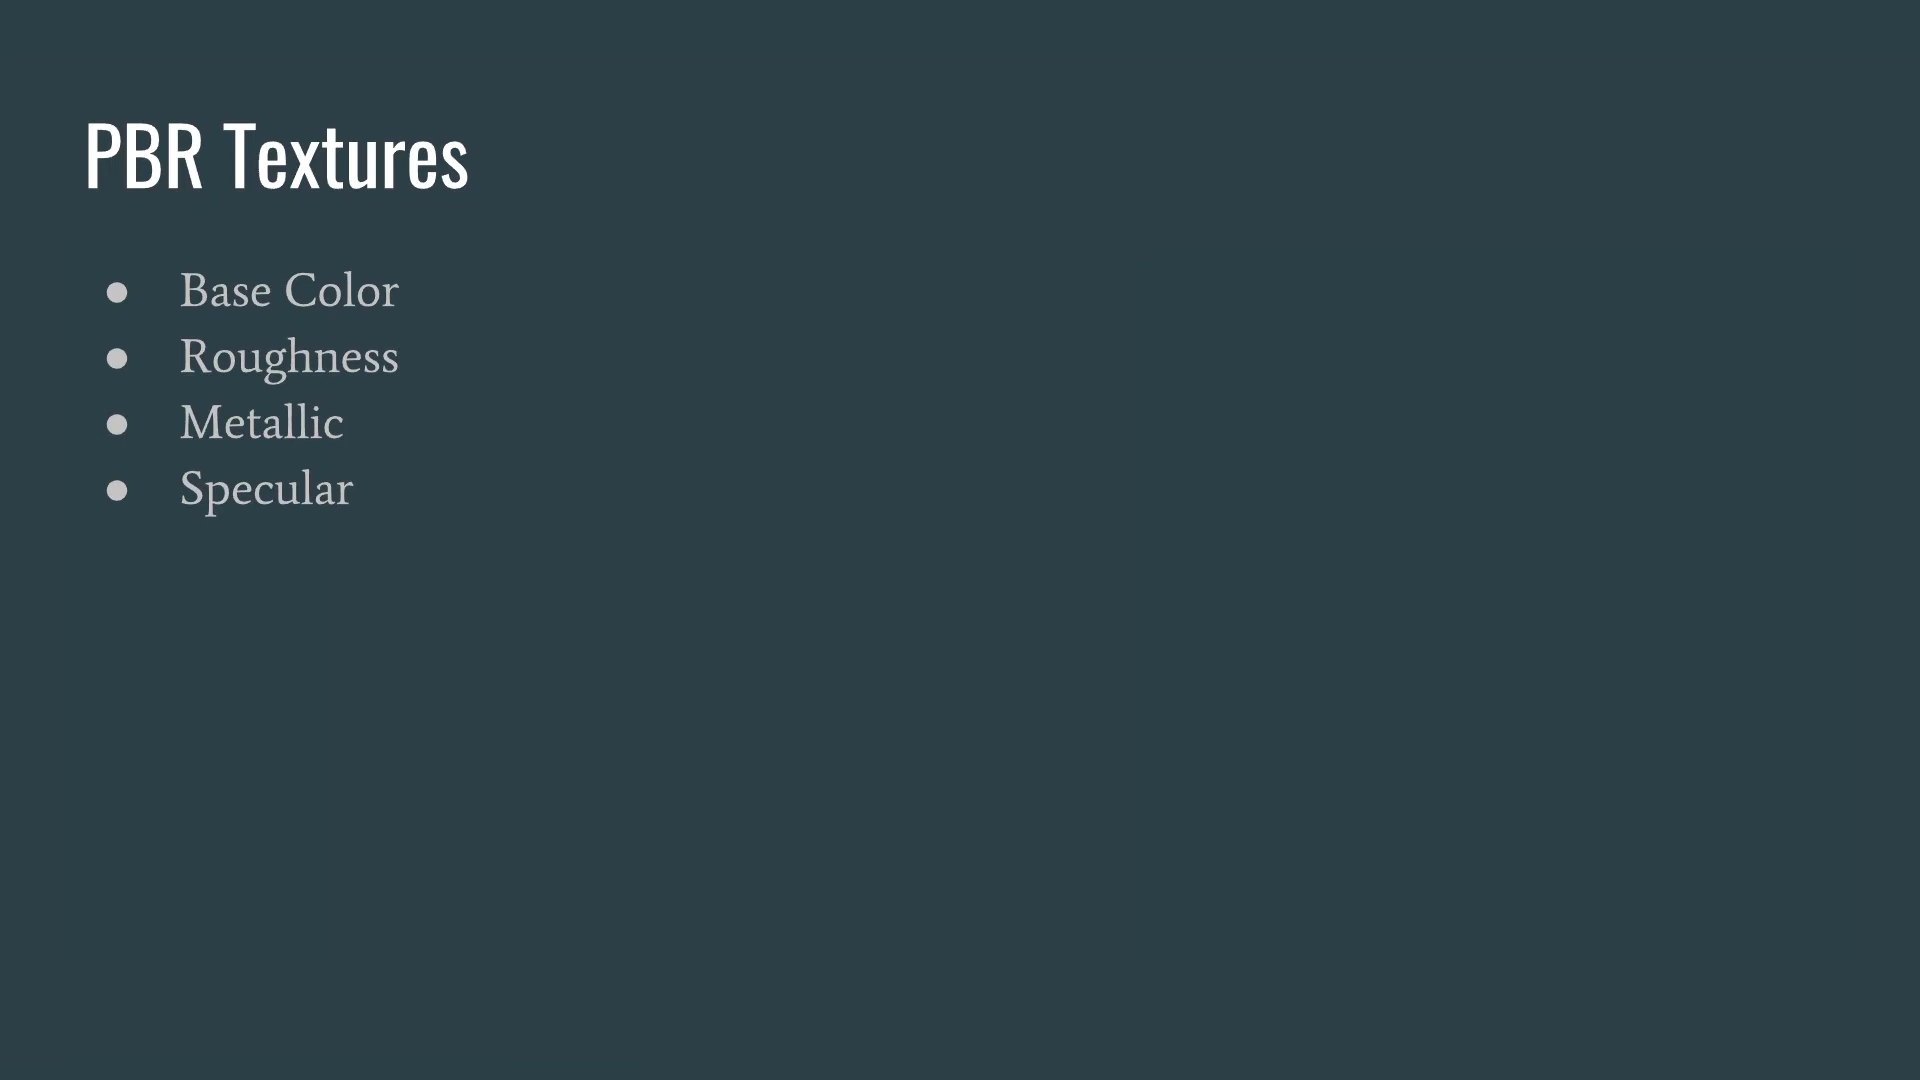 PBR Textures
● Base Color
● Roughness
● Metallic
● Specular